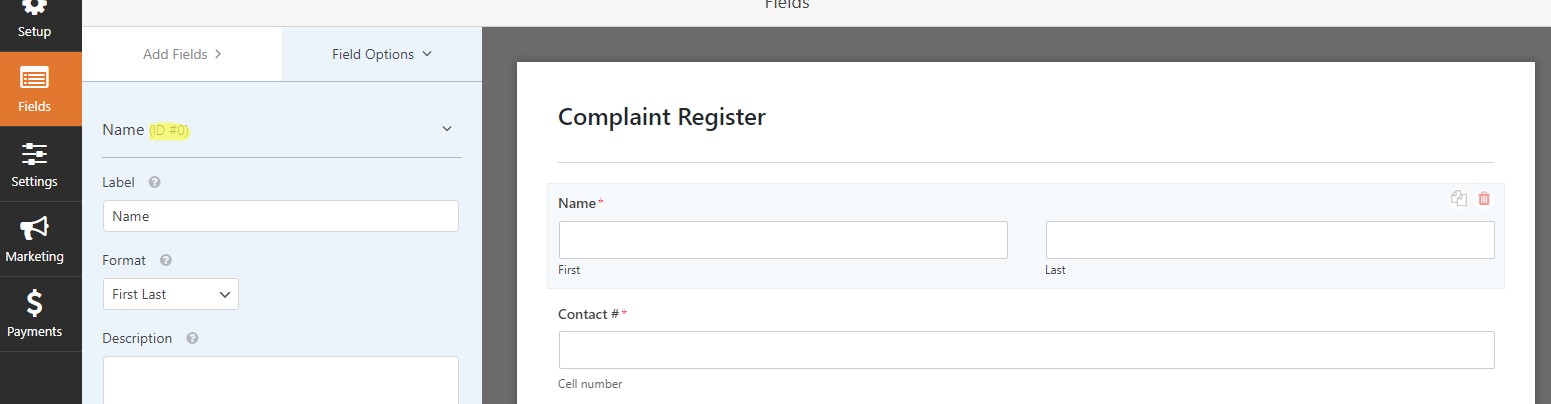 Fields
Setup
Fields
Settings
Marketing
Payments
Add Fields
Field Options
Name (ID #0)
Label
Name
Format
First Last
Description
Complaint Register
Name*
First
Last
Contact #*
Cell number